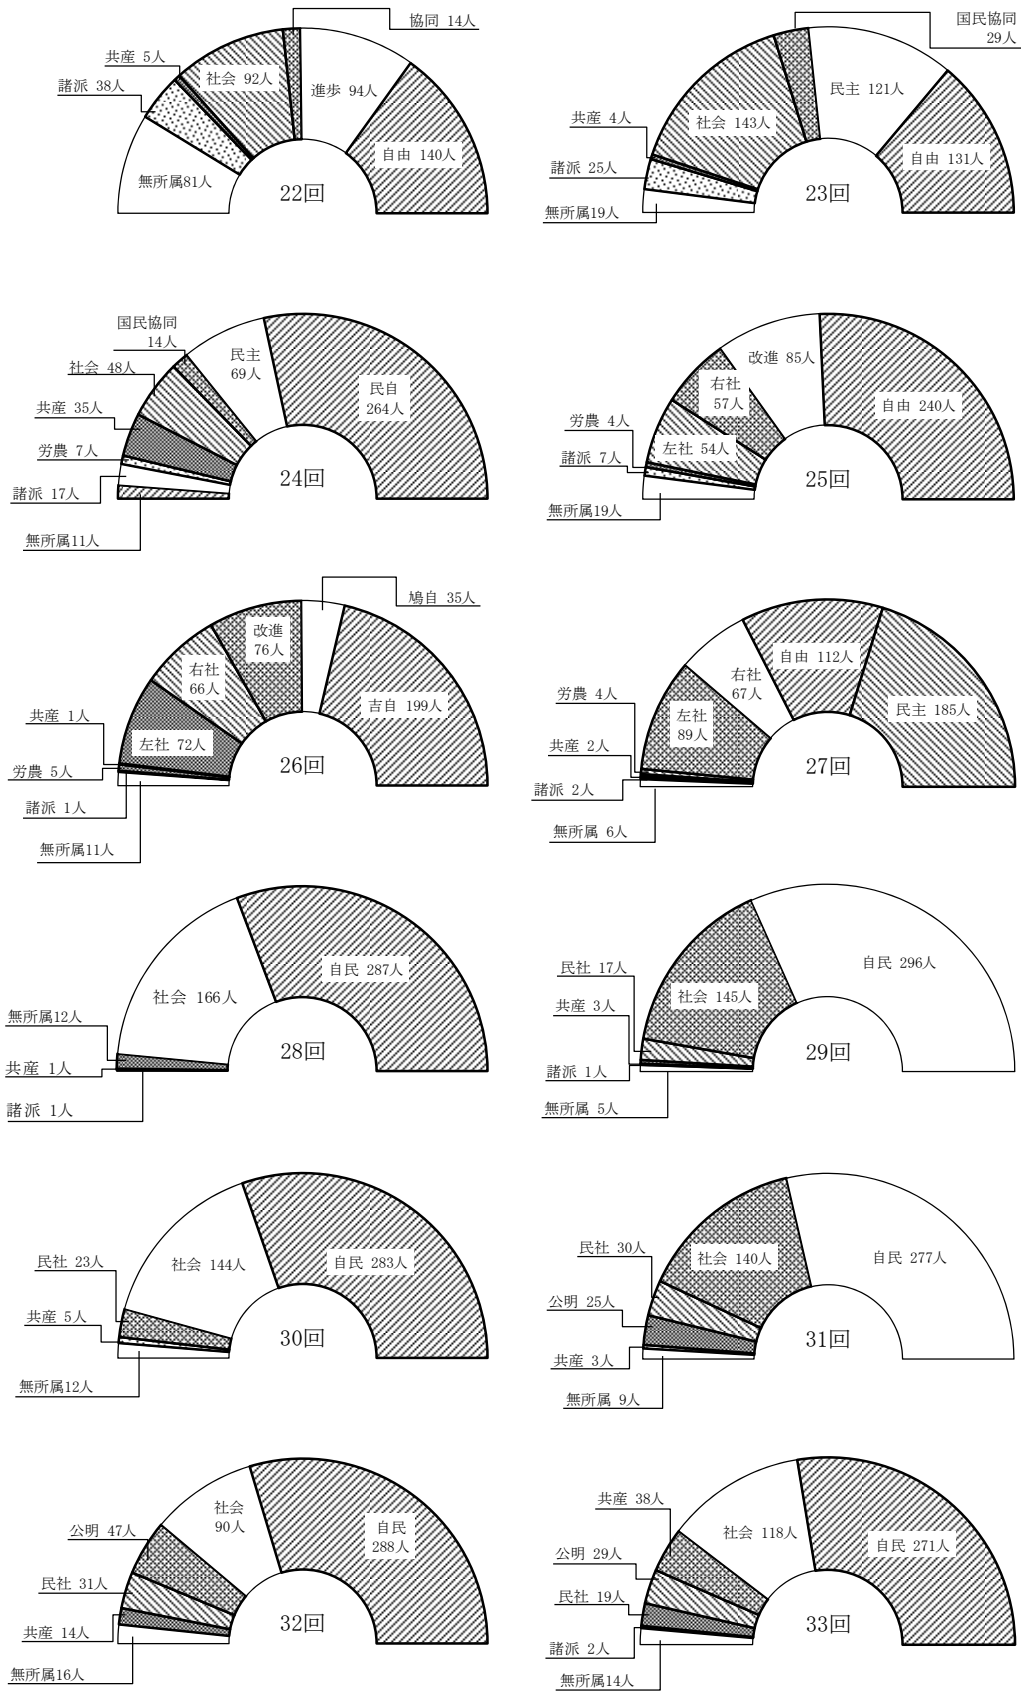 協同 14人
共産 5人
社会 92人
諸派 38人
進歩 94人
自由 140人
無所属81人
22回
国民協同
29人
民主 121人
共産 4人
社会 143人
諸派 25人
自由 131人
無所属19人
23回
国民協同
14人
社会 48人
民主
69人
民自
264人
共産 35人
労農 7人
諸派 17人
無所属11人
24回
改進 85人
右社
57人
自由 240人
労農 4人
左社 54人
諸派 7人
無所属19人
25回
鳩自 35人
改進
76人
右社
66人
吉自 199人
共産 1人
左社 72人
労農 5人
諸派 1人
無所属11人
26回
自由 112人
右社
67人
労農 4人
左社
89人
民主 185人
共産 2人
諸派 2人
無所属 6人
27回
自民 287人
社会 166人
無所属12人
共産 1人
諸派 1人
28回
自民 296人
民社 17人
社会 145人
共産 3人
諸派 1人
無所属 5人
29回
民社 23人
社会 144人
自民 283人
共産 5人
無所属12人
30回
民社 30人
社会 140人
自民 277人
公明 25人
共産 3人
無所属 9人
31回
社会
90人
自民
288人
公明 47人
民社 31人
共産 14人
無所属16人
32回
共産 38人
社会 118人
自民 271人
公明 29人
民社 19人
諸派 2人
無所属14人
33回